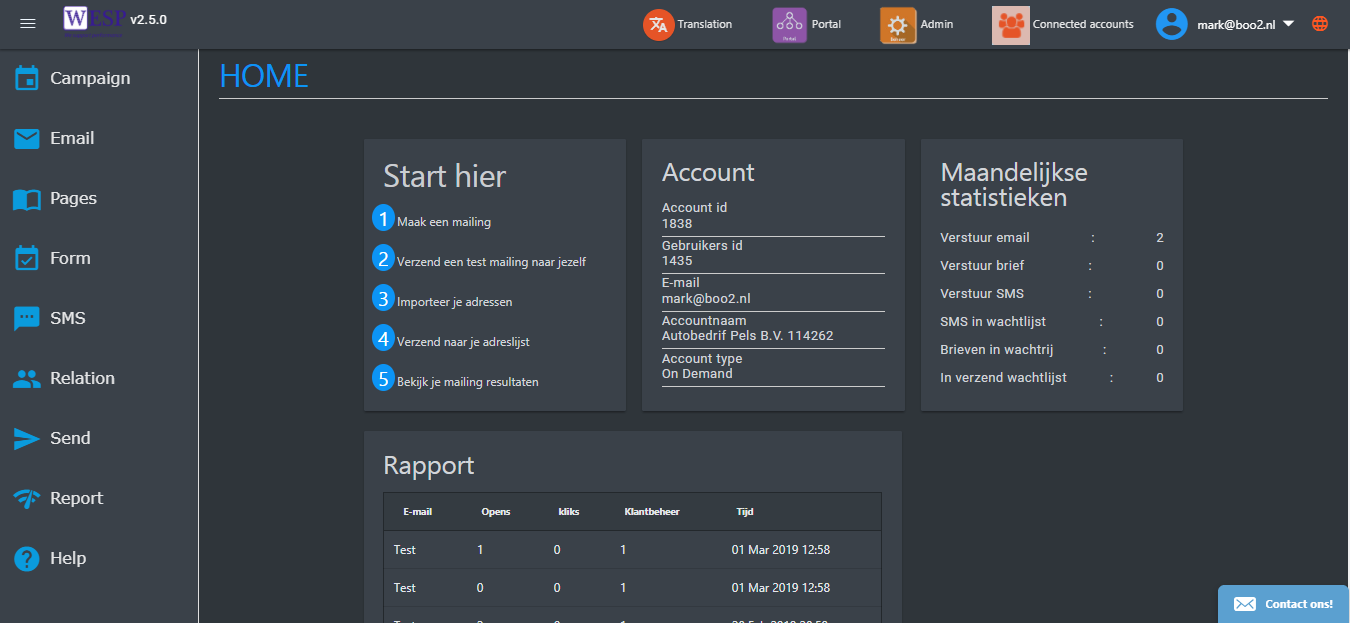 WESP v2.5.0
Translation
Portal
Admin
Connected accounts
mark@boo2.nl
Campaign
Email
Pages
Form
SMS
Relation
Send
Report
Help
HOME
Start hier
1 Maak een mailing
2 Verzend een test mailing naar jezelf
3 Importeer je adressen
4 Verzend naar je adreslijst
5 Bekijk je mailing resultaten
Account
Account id
1838
Gebruikers id
1435
E-mail
mark@boo2.nl
Accountnaam
Autobedrif Pels B.V. 114262
Account type
On Demand
Maandelijkse
statistieken
Verstuur email : 2
Verstuur brief : 0
Verstuur SMS : 0
SMS in wachtlijst : 0
Brieven in wachtrij : 0
In verzend wachtlijst : 0
Rapport
E-mail Opens kliks Klantbeheer Tijd
Test 1 0 1 01 Mar 2019 12:58
Test 0 0 1 01 Mar 2019 12:58
Contact ons!